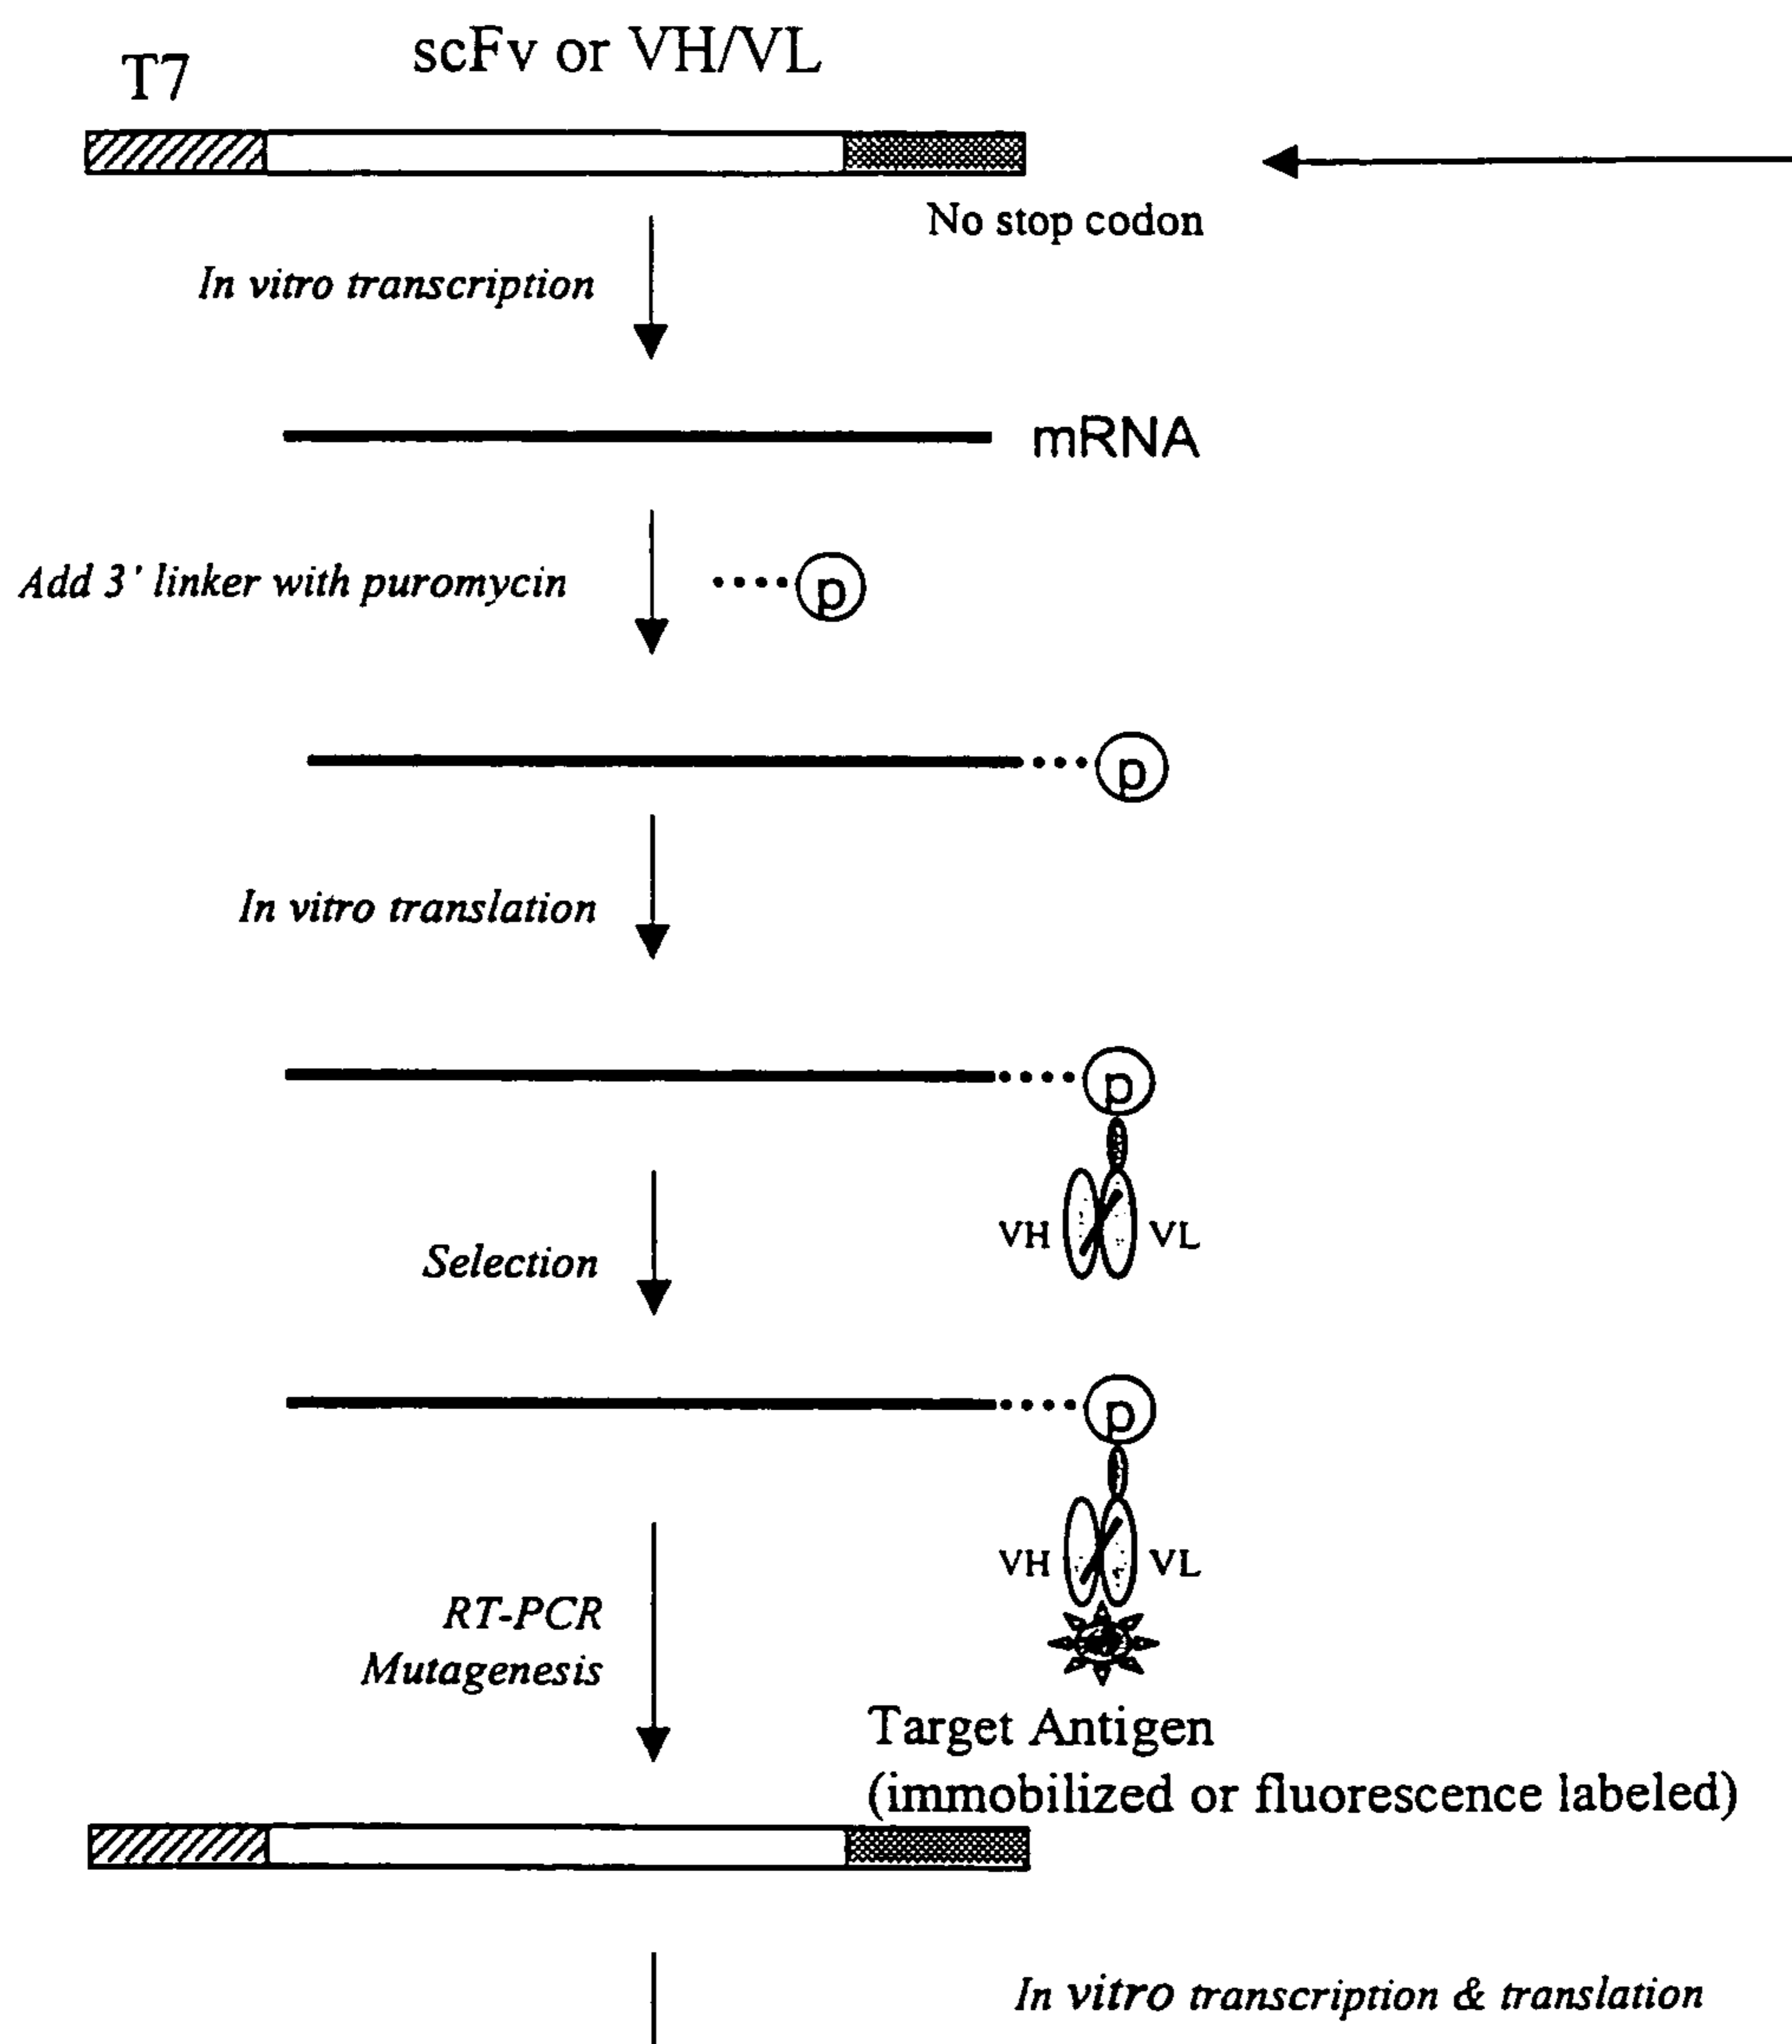 T7
scFv or VH/VL
No stop codon
In vitro transcription
mRNA
Add 3' linker with puromycin
p
p
In vitro translation
p
VH VL
Selection
p
VH VL
RT-PCR
Mutagenesis
Target Antigen
(immobilized or fluorescence labeled)
In vitro transcription & translation